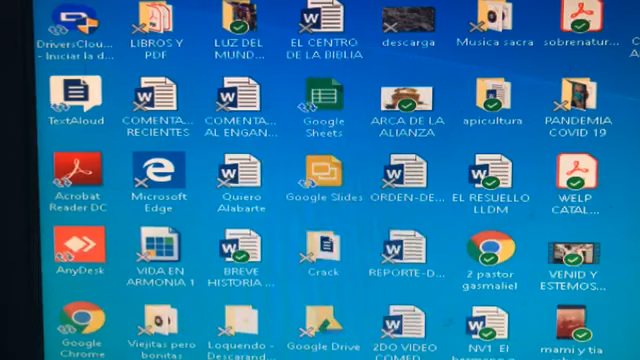 DriversClou...
- Iniciar la d...
LIBROS Y
PDF
LUZ DEL
MUND...
EL CENTRO
DE LA BIBLIA
descarga
Musica sacra
sobrenatur...
TextAloud
COMENTA...
RECIENTES
COMENTA...
AL ENGAN...
Google
Sheets
ARCA DE LA
ALIANZA
apicultura
PANDEMIA
COVID 19
Acrobat
Reader DC
Microsoft
Edge
Quiero
Alabarte
Google Slides
ORDEN-DE...
EL RESUELLO
LLDM
WELP
CATAL...
AnyDesk
VIDA EN
ARMONIA 1
BREVE
HISTORIA ...
Crack
REPORTE-D...
2 pastor
gasmaliel
VENID Y
ESTEMOS...
Google
Chrome
Viejitas pero
bonitas
Loquendo -
Descarand...
Google Drive
2DO VIDEO
COMED...
NV1 El
mami y tia